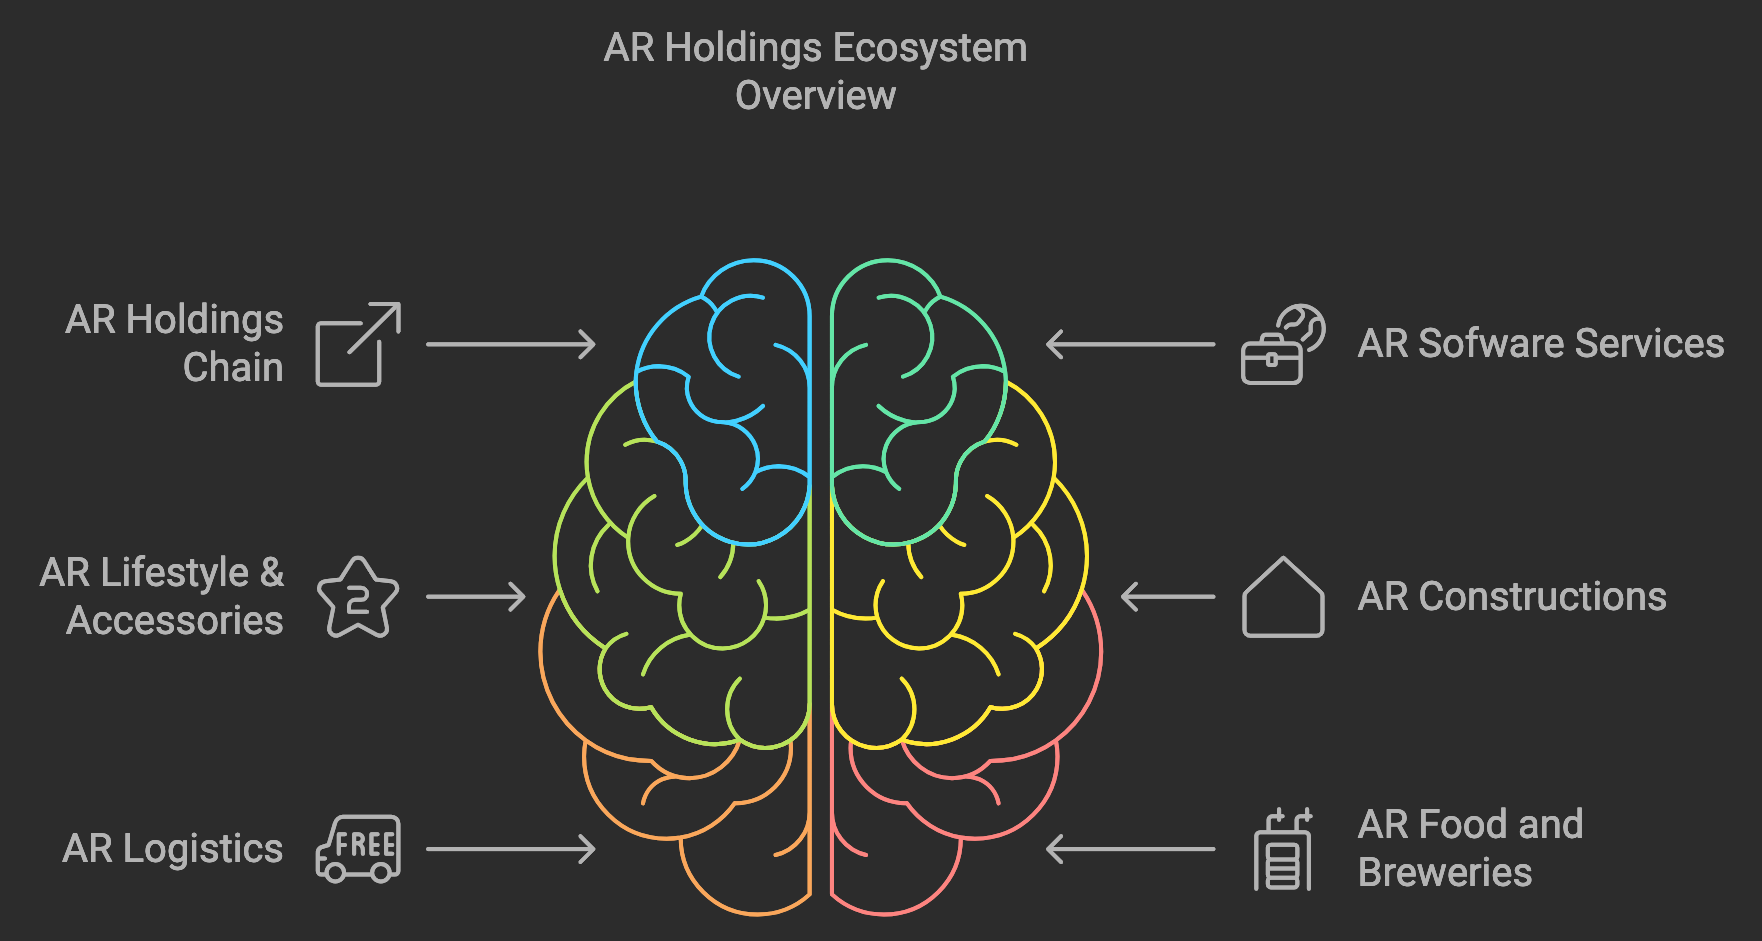 AR Holdings Ecosystem
Overview
AR Holdings
Chain
AR Sofware Services
AR Lifestyle &
Accessories
2
AR Constructions
AR Logistics
FREE
AR Food and
Breweries